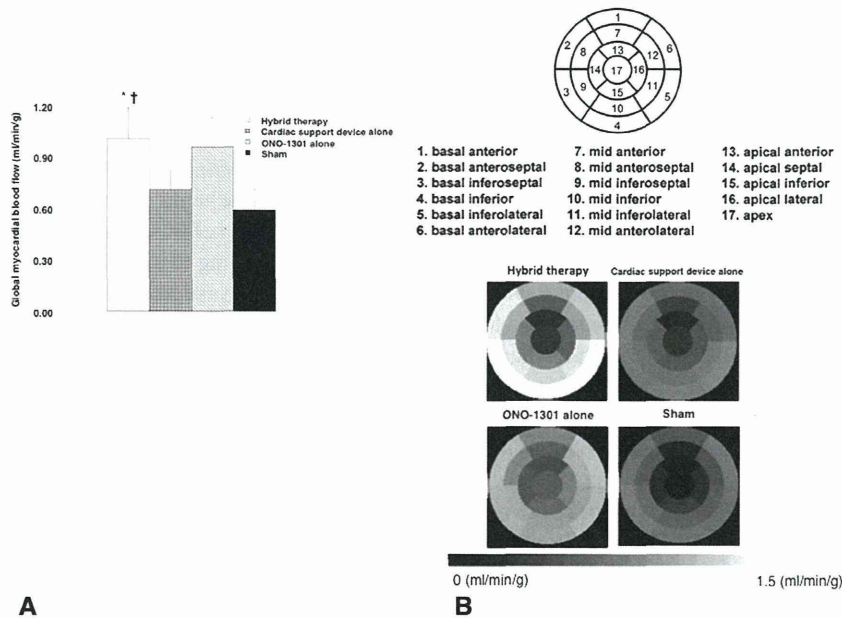 Global myocardial blood flow (ml/min/g)
1.20
0.90
0.60
0.30
0.00
* †
Hybrid therapy
Cardiac support device alone
ONO-1301 alone
Sham
A
1
2
7
6
8
13
12
14
17
16
3
9
15
11
5
10
4
1. basal anterior
2. basal anteroseptal
3. basal inferoseptal
4. basal inferior
5. basal inferolateral
6. basal anterolateral
7. mid anterior
8. mid anteroseptal
9. mid inferoseptal
10. mid inferior
11. mid inferolateral
12. mid anterolateral
13. apical anterior
14. apical septal
15. apical inferior
16. apical lateral
17. apex
Hybrid therapy
Cardiac support device alone
ONO-1301 alone
Sham
0 (ml/min/g)
1.5 (ml/min/g)
B